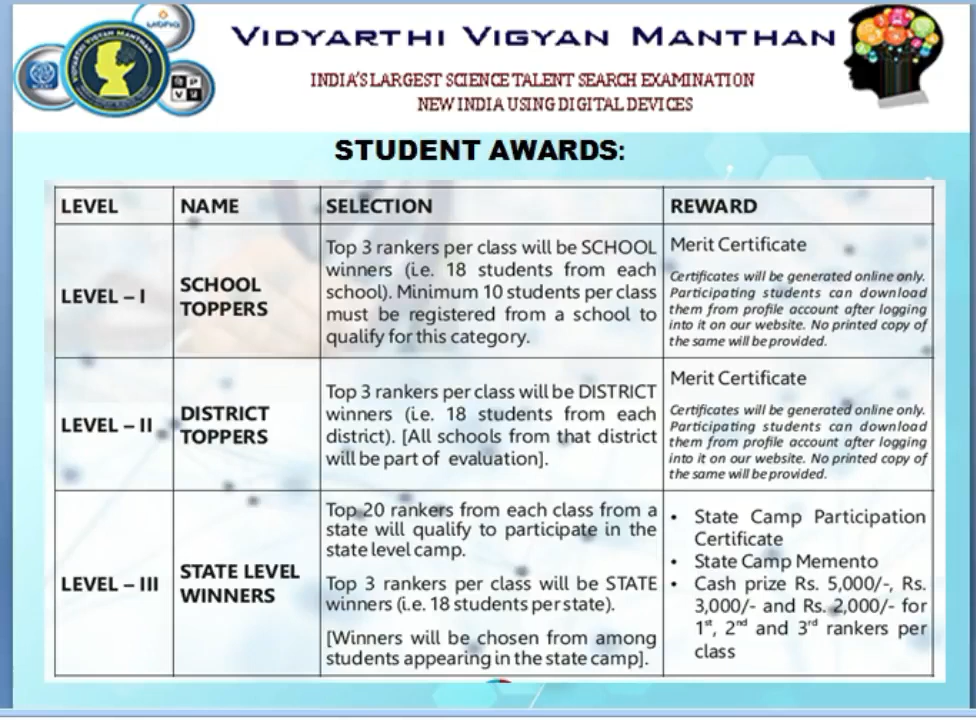 VIDYARTHI VIGYAN MANTHAN
INDIA'S LARGEST SCIENCE TALENT SEARCH EXAMINATION
NEW INDIA USING DIGITAL DEVICES
STUDENT AWARDS:
LEVEL NAME SELECTION REWARD
LEVEL – I
SCHOOL
TOPPERS
Top 3 rankers per class will be SCHOOL
winners (i.e. 18 students from each
school). Minimum 10 students per class
must be registered from a school to
qualify for this category.
Merit Certificate
Certificates will be generated online only.
Participating students can download
them from profile account after logging
into it on our website. No printed copy of
the same will be provided.
LEVEL – II
DISTRICT
TOPPERS
Top 3 rankers per class will be DISTRICT
winners (i.e. 18 students from each
district). [All schools from that district
will be part of evaluation].
Merit Certificate
Certificates will be generated online only.
Participating students can download
them from profile account after logging
into it on our website. No printed copy of
the same will be provided.
LEVEL – III
STATE LEVEL
WINNERS
Top 20 rankers from each class from a
state will qualify to participate in the
state level camp.
Top 3 rankers per class will be STATE
winners (i.e. 18 students per state).
[Winners will be chosen from among
students appearing in the state camp].
• State Camp Participation
Certificate
• State Camp Memento
• Cash prize Rs. 5,000/-, Rs.
3,000/- and Rs. 2,000/- for
1st, 2nd and 3rd rankers per
class